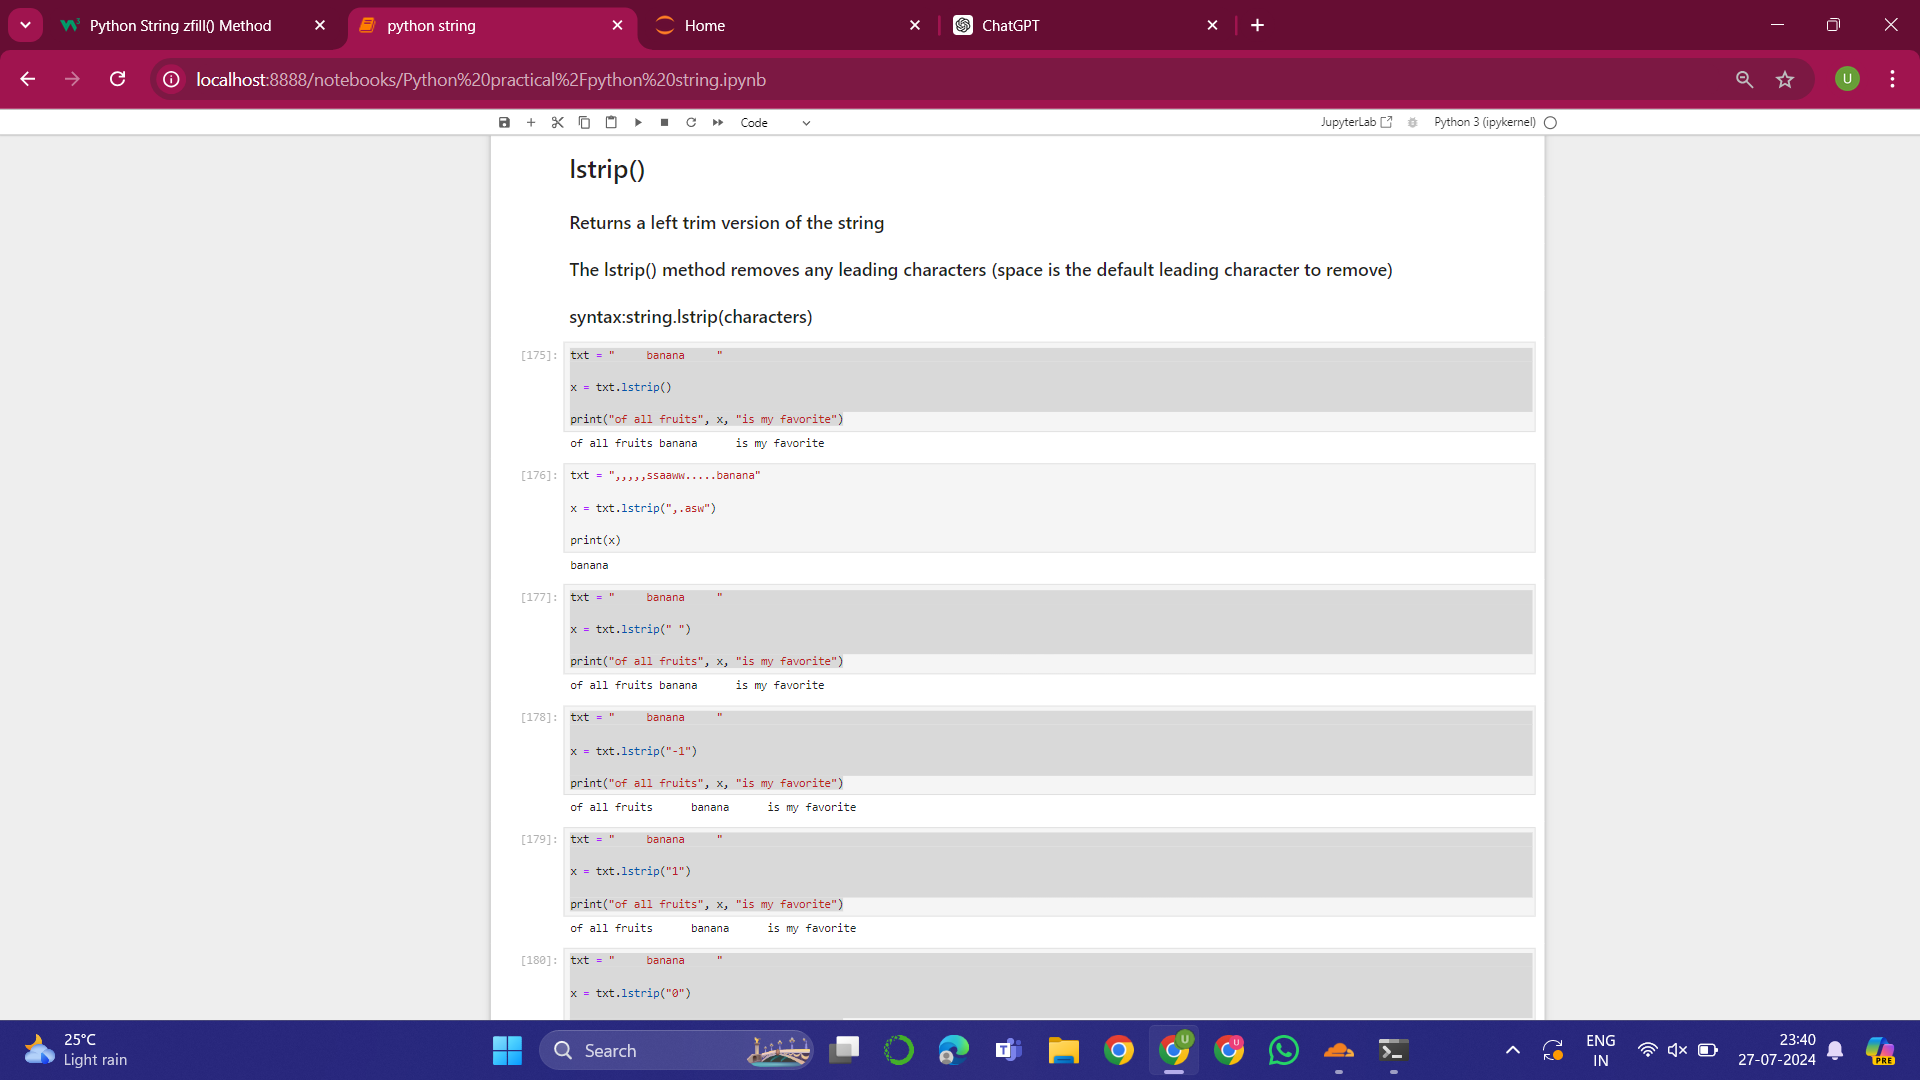 Python String zfill() Method
python string
Home
ChatGPT
localhost:8888/notebooks/Python%20practical%2Fpython%20string.ipynb
U
Code
JupyterLab
Python 3 (ipykernel)
lstrip()
Returns a left trim version of the string
The lstrip() method removes any leading characters (space is the default leading character to remove)
syntax:string.lstrip(characters)
[175]:
txt = "     banana     "
x = txt.lstrip()
print("of all fruits", x, "is my favorite")
of all fruits banana      is my favorite
[176]:
txt = ",,,,,ssaaww.....banana"
x = txt.lstrip(",.asw")
print(x)
banana
[177]:
txt = "     banana     "
x = txt.lstrip(" ")
print("of all fruits", x, "is my favorite")
of all fruits banana      is my favorite
[178]:
txt = "     banana     "
x = txt.lstrip("-1")
print("of all fruits", x, "is my favorite")
of all fruits      banana      is my favorite
[179]:
txt = "     banana     "
x = txt.lstrip("1")
print("of all fruits", x, "is my favorite")
of all fruits      banana      is my favorite
[180]:
txt = "     banana     "
x = txt.lstrip("0")
25°C
Light rain
Search
U
U
ENG
IN
23:40
27-07-2024
PRE